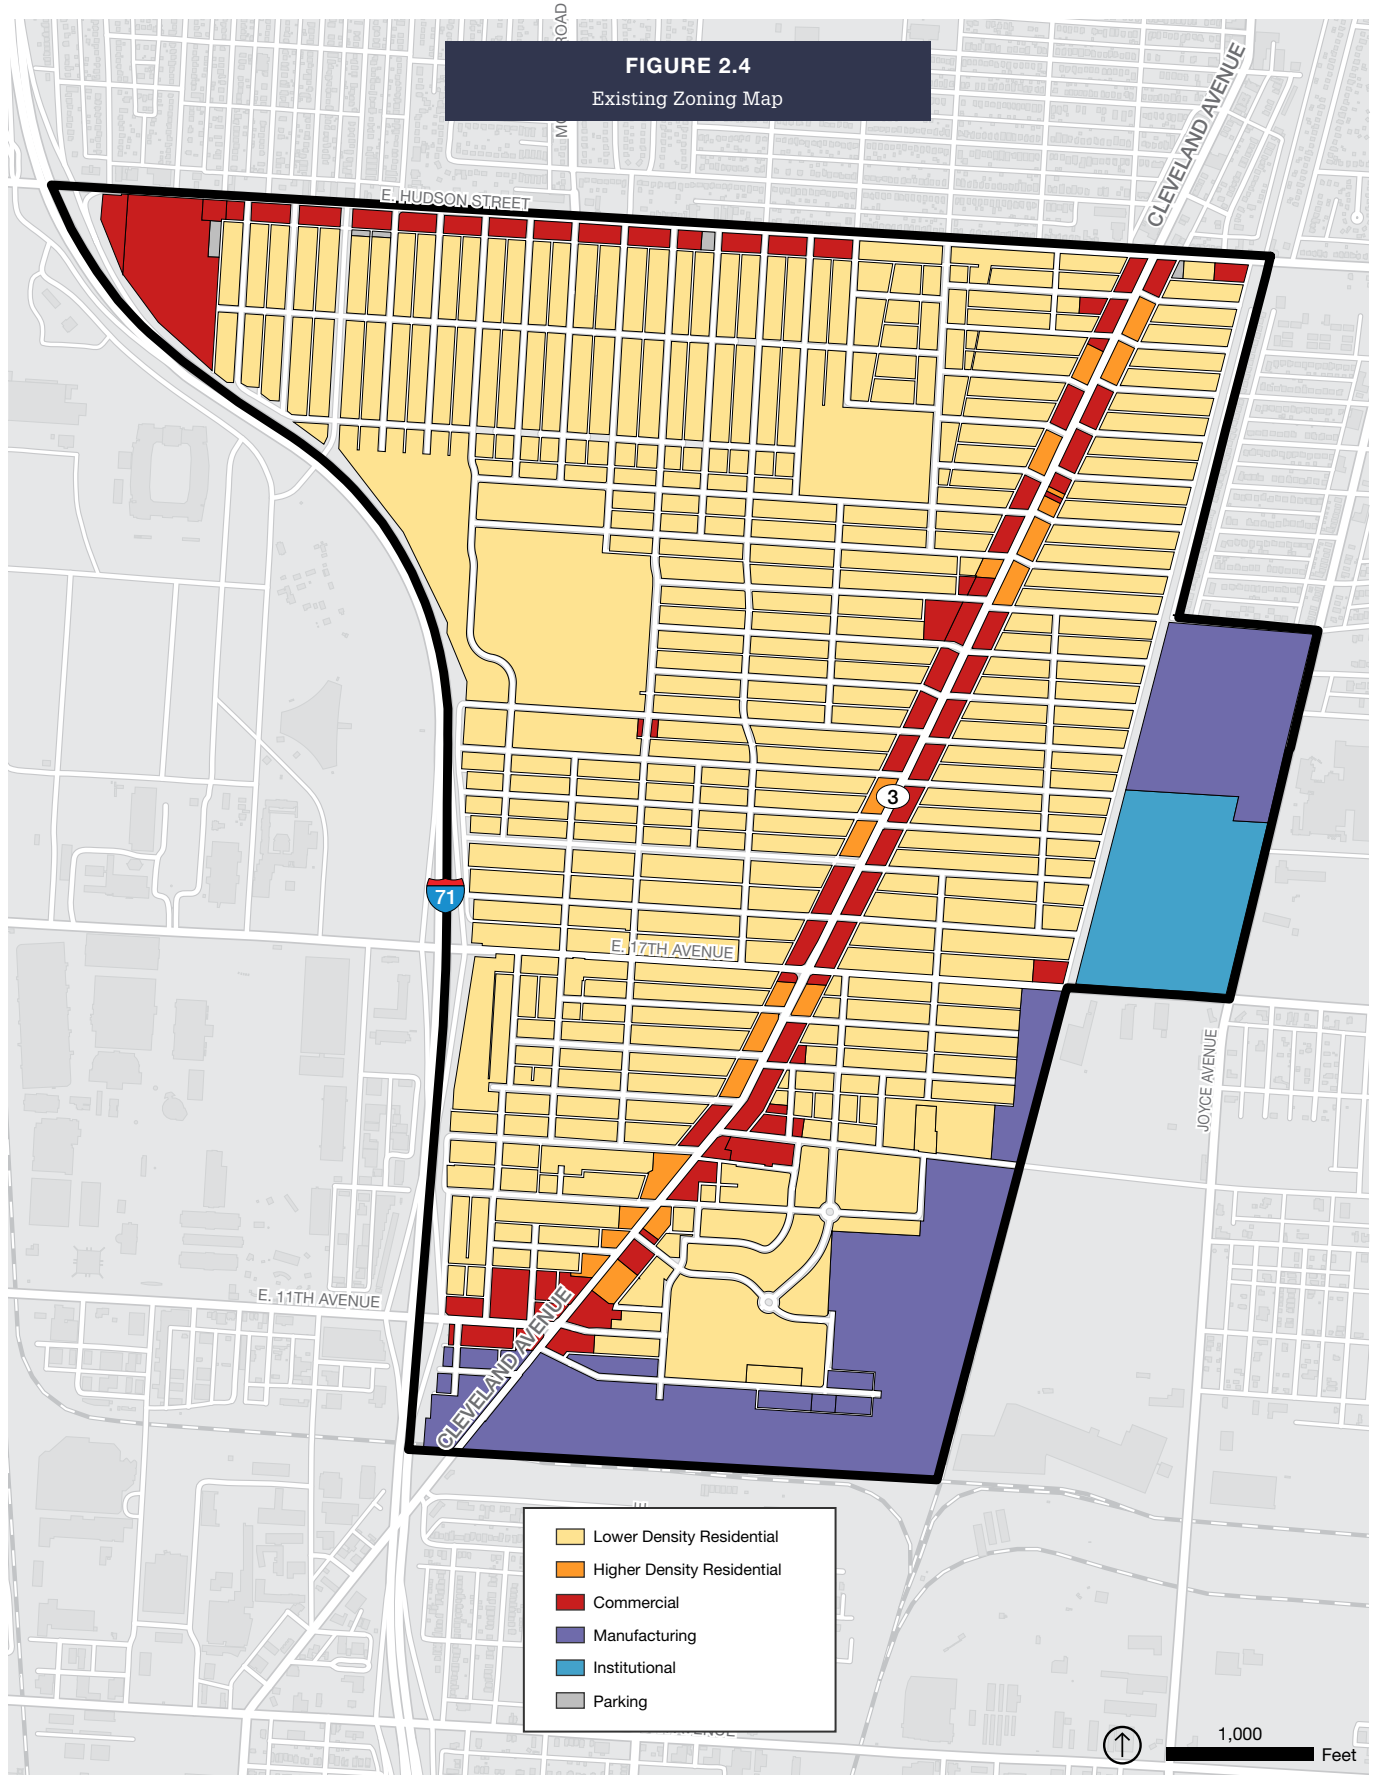 FIGURE 2.4
Existing Zoning Map
CLEVELAND AVENUE
E. HUDSON STREET
3
71
E. 17TH AVENUE
JOYCE AVENUE
E. 11TH AVENUE
CLEVELAND AVENUE
Lower Density Residential
Higher Density Residential
Commercial
Manufacturing
Institutional
Parking
1,000
Feet